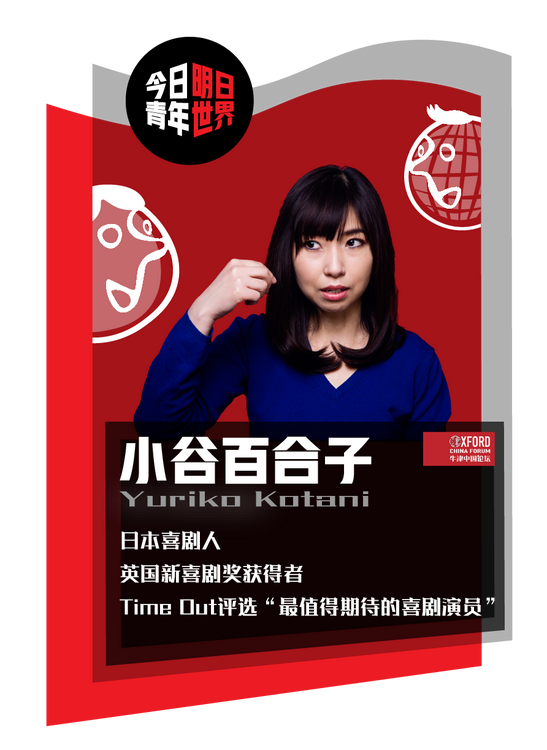 今日明日
青年世界
小谷百合子
OXFORD
CHINA FORUM
牛津中国论坛
Yuriko Kotani
日本喜剧人
英国新喜剧奖获得者
Time Out评选“最值得期待的喜剧演员”